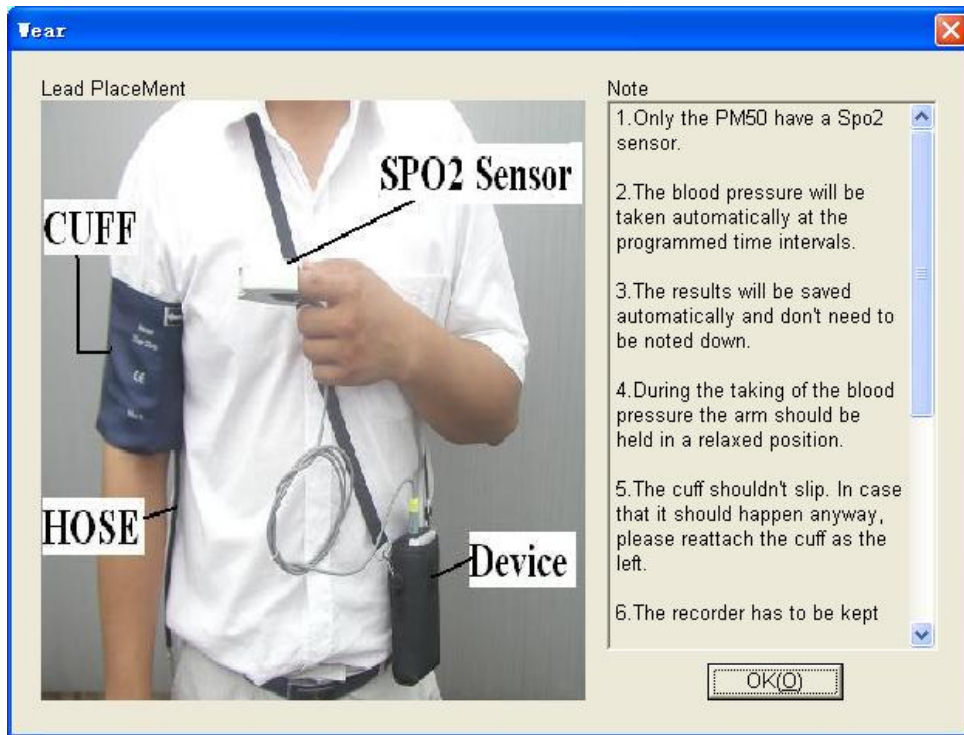 Wear
Lead PlaceMent
CUFF
SPO2 Sensor
HOSE
Device
CE
Note
1.Only the PM50 have a Spo2
sensor.
2.The blood pressure will be
taken automatically at the
programmed time intervals.
3.The results will be saved
automatically and don't need to
be noted down.
4.During the taking of the blood
pressure the arm should be
held in a relaxed position.
5.The cuff shouldn't slip. In case
that it should happen anyway,
please reattach the cuff as the
left.
6.The recorder has to be kept
OK(O)